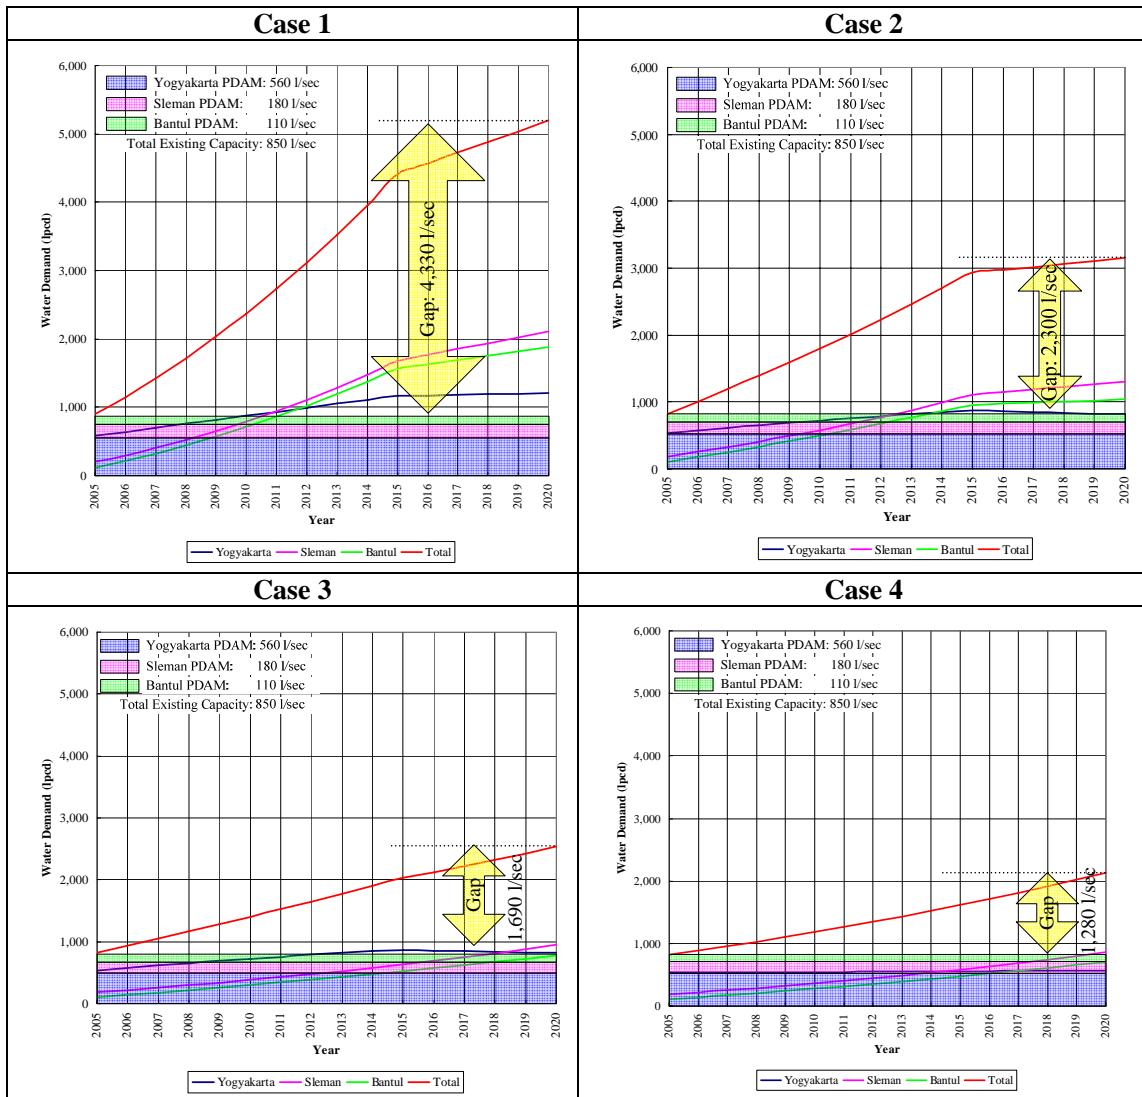 Case 1
Case 2
6,000
5,000
4,000
3,000
2,000
1,000
0
Water Demand (lpcd)
Yogyakarta PDAM: 560 l/sec
Sleman PDAM: 180 l/sec
Bantul PDAM: 110 l/sec
Total Existing Capacity: 850 l/sec
Gap: 4,330 l/sec
2005 2006 2007 2008 2009 2010 2011 2012 2013 2014 2015 2016 2017 2018 2019 2020
Year
Yogyakarta Sleman Bantul Total
6,000
5,000
4,000
3,000
2,000
1,000
0
Water Demand (lpcd)
Yogyakarta PDAM: 560 l/sec
Sleman PDAM: 180 l/sec
Bantul PDAM: 110 l/sec
Total Existing Capacity: 850 l/sec
Gap: 2,300 l/sec
2005 2006 2007 2008 2009 2010 2011 2012 2013 2014 2015 2016 2017 2018 2019 2020
Year
Yogyakarta Sleman Bantul Total
Case 3
Case 4
6,000
5,000
4,000
3,000
2,000
1,000
0
Water Demand (lpcd)
Yogyakarta PDAM: 560 l/sec
Sleman PDAM: 180 l/sec
Bantul PDAM: 110 l/sec
Total Existing Capacity: 850 l/sec
Gap
1,690 l/sec
2005 2006 2007 2008 2009 2010 2011 2012 2013 2014 2015 2016 2017 2018 2019 2020
Year
Yogyakarta Sleman Bantul Total
6,000
5,000
4,000
3,000
2,000
1,000
0
Water Demand (lpcd)
Yogyakarta PDAM: 560 l/sec
Sleman PDAM: 180 l/sec
Bantul PDAM: 110 l/sec
Total Existing Capacity: 850 l/sec
Gap
1,280 l/sec
2005 2006 2007 2008 2009 2010 2011 2012 2013 2014 2015 2016 2017 2018 2019 2020
Year
Yogyakarta Sleman Bantul Total